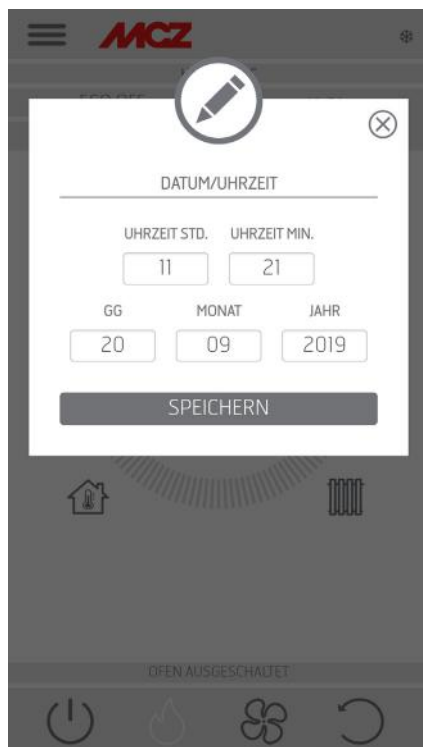 MCZ
DATUM/UHRZEIT
UHRZEIT STD. UHRZEIT MIN.
11 21
GG MONAT JAHR
20 09 2019
SPEICHERN
OFEN AUSGESCHALTET